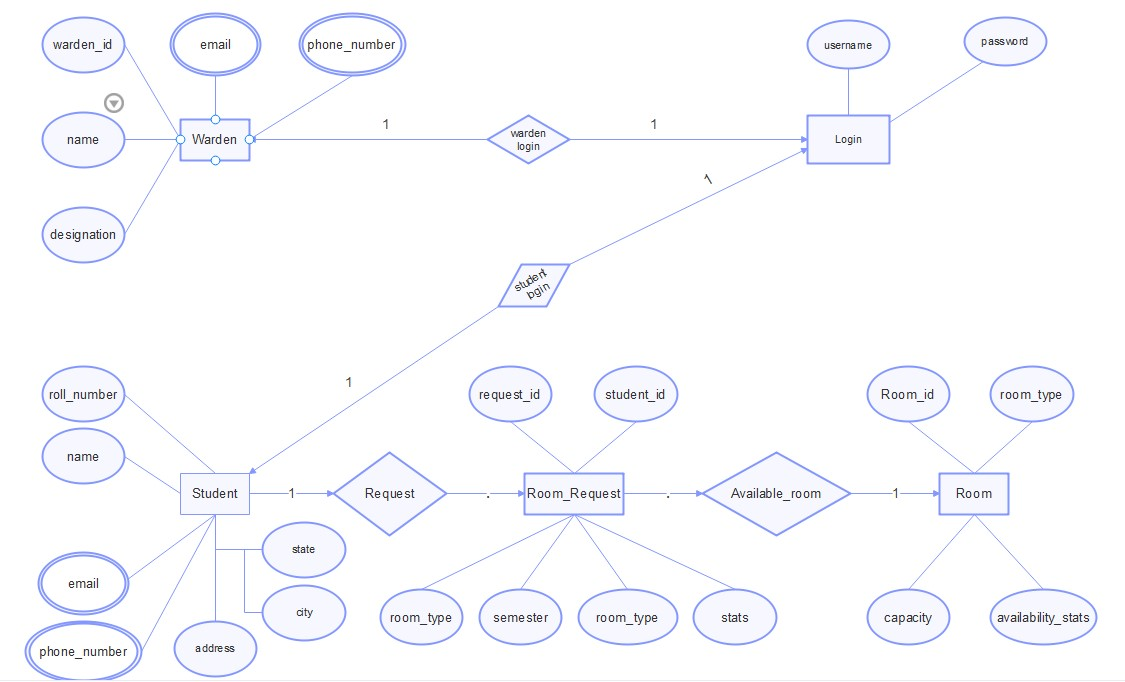 warden_id
email
phone_number
username
password
name
Warden
1
warden
login
1
Login
designation
1
student
login
1
roll_number
request_id
student_id
Room_id
room_type
name
Student
1
Request
.
Room_Request
.
Available_room
1
Room
state
email
city
room_type
semester
room_type
stats
capacity
availability_stats
phone_number
address